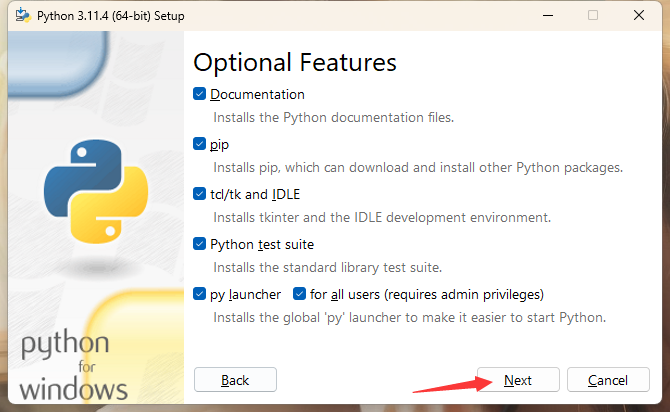 Python 3.11.4 (64-bit) Setup
Optional Features
Documentation
Installs the Python documentation files.
pip
Installs pip, which can download and install other Python packages.
tcl/tk and IDLE
Installs tkinter and the IDLE development environment.
Python test suite
Installs the standard library test suite.
py launcher for all users (requires admin privileges)
Installs the global 'py' launcher to make it easier to start Python.
python
for
windows
Back Next Cancel